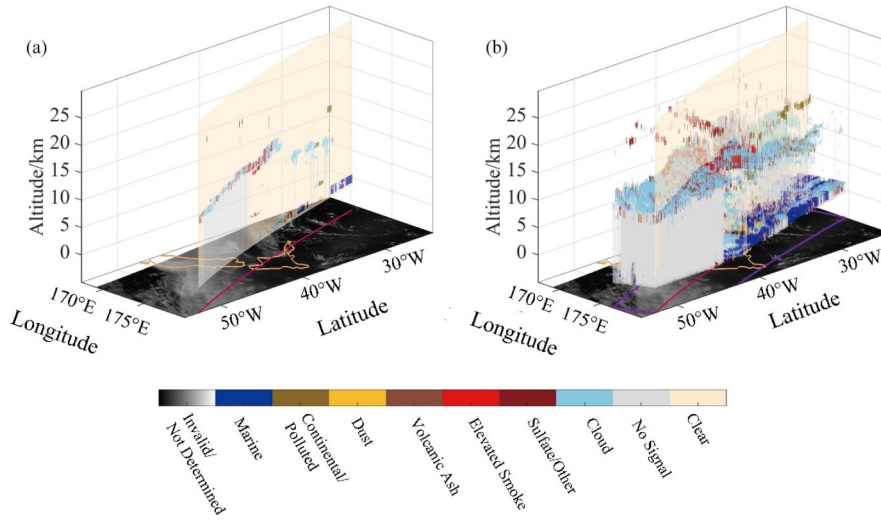 (a)
(b)
25
20
15
10
5
0
Altitude/km
170°E
175°E
Longitude
50°W
40°W
30°W
Latitude
25
20
15
10
5
0
Altitude/km
170°E
175°E
Longitude
50°W
40°W
30°W
Latitude
Invalid/
Not Determined
Marine
Continental/
Polluted
Dust
Volcanic Ash
Elevated Smoke
Sulfate/Other
Cloud
No Signal
Clear